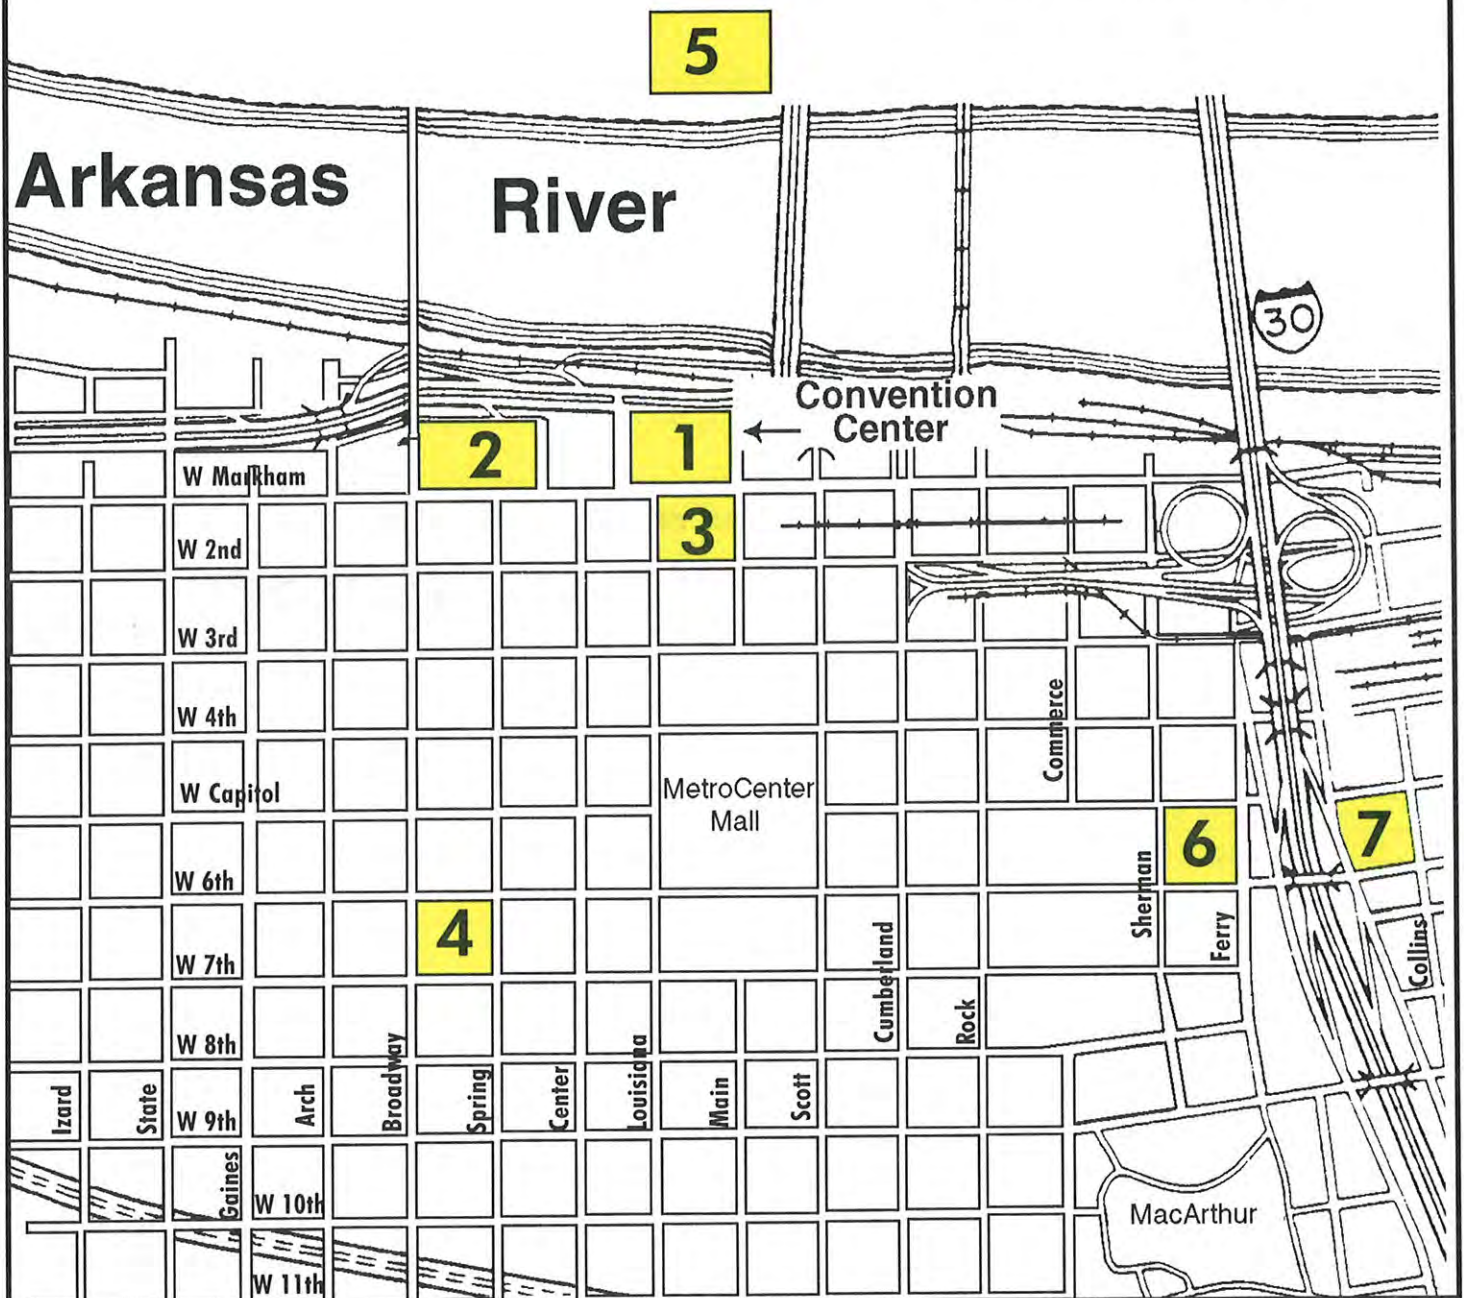 5
Arkansas
River
30
Convention
Center
2
1
W Markham
3
W 2nd
W 3rd
W 4th
Commerce
W Capitol
MetroCenter
Mall
6
7
W 6th
Sherman
4
Ferry
W 7th
Cumberland
Collins
Rock
W 8th
Izard
State
W 9th
Arch
Broadway
Spring
Center
Louisiana
Main
Scott
Gaines
W 10th
MacArthur
W 11th